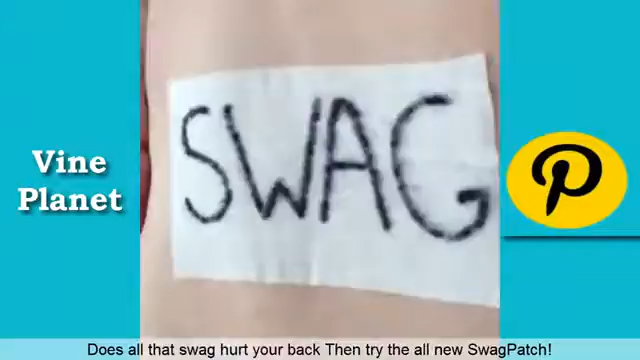 SWAG
Vine
Planet
Does all that swag hurt your back Then try the all new SwagPatch!